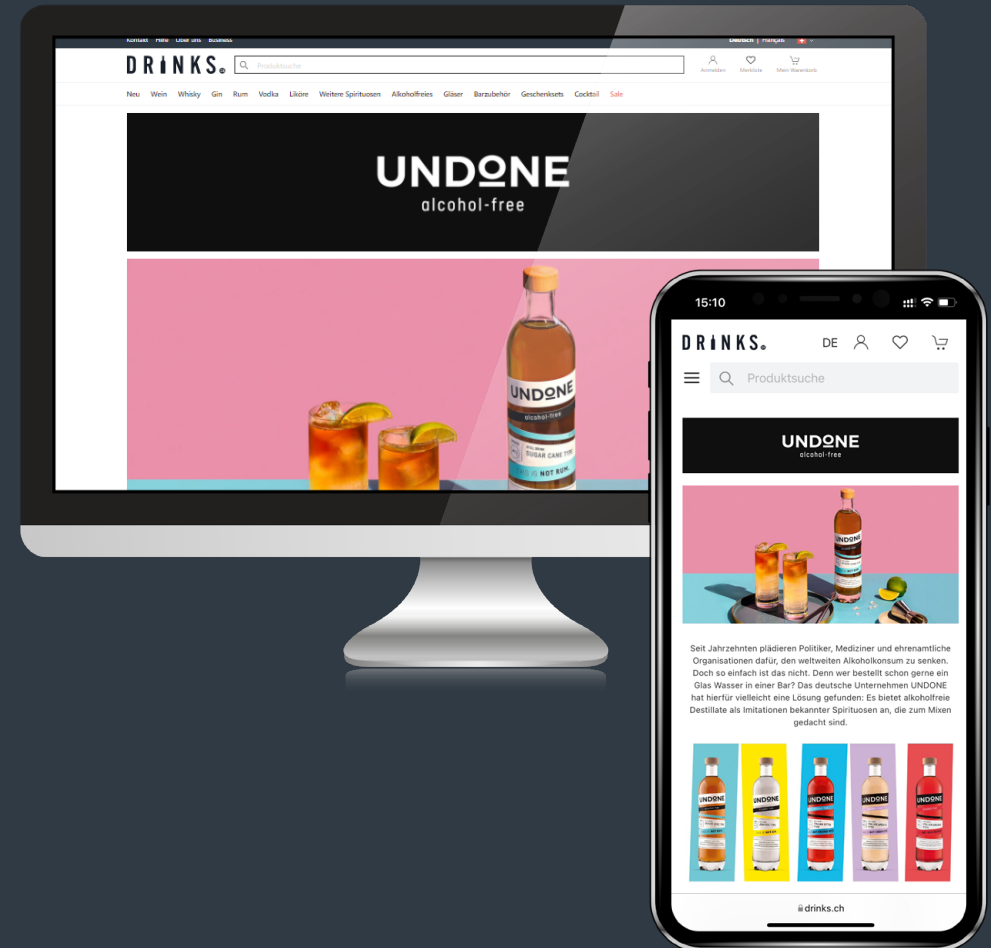 Kontakt Hilfe Über uns Business
Deutsch | Français
DRINKS.
Produktsuche
Anmelden Merkliste Mein Warenkorb
Neu Wein Whisky Gin Rum Vodka Liköre Weitere Spirituosen Alkoholfreies Gläser Barzubehör Geschenksets Cocktail Sale
UNDONE
alcohol-free
UNDONE
alcohol-free
SUGAR CANE TYPE
THIS IS NOT RUM.
15:10
DRINKS.
DE
Produktsuche
UNDONE
alcohol-free
UNDONE
Seit Jahrzehnten plädieren Politiker, Mediziner und ehrenamtliche
Organisationen dafür, den weltweiten Alkoholkonsum zu senken.
Doch so einfach ist das nicht. Denn wer bestellt schon gerne ein
Glas Wasser in einer Bar? Das deutsche Unternehmen UNDONE
hat hierfür vielleicht eine Lösung gefunden: Es bietet alkoholfreie
Destillate als Imitationen bekannter Spirituosen an, die zum Mixen
gedacht sind.
UNDONE UNDONE UNDONE UNDONE UNDONE
drinks.ch